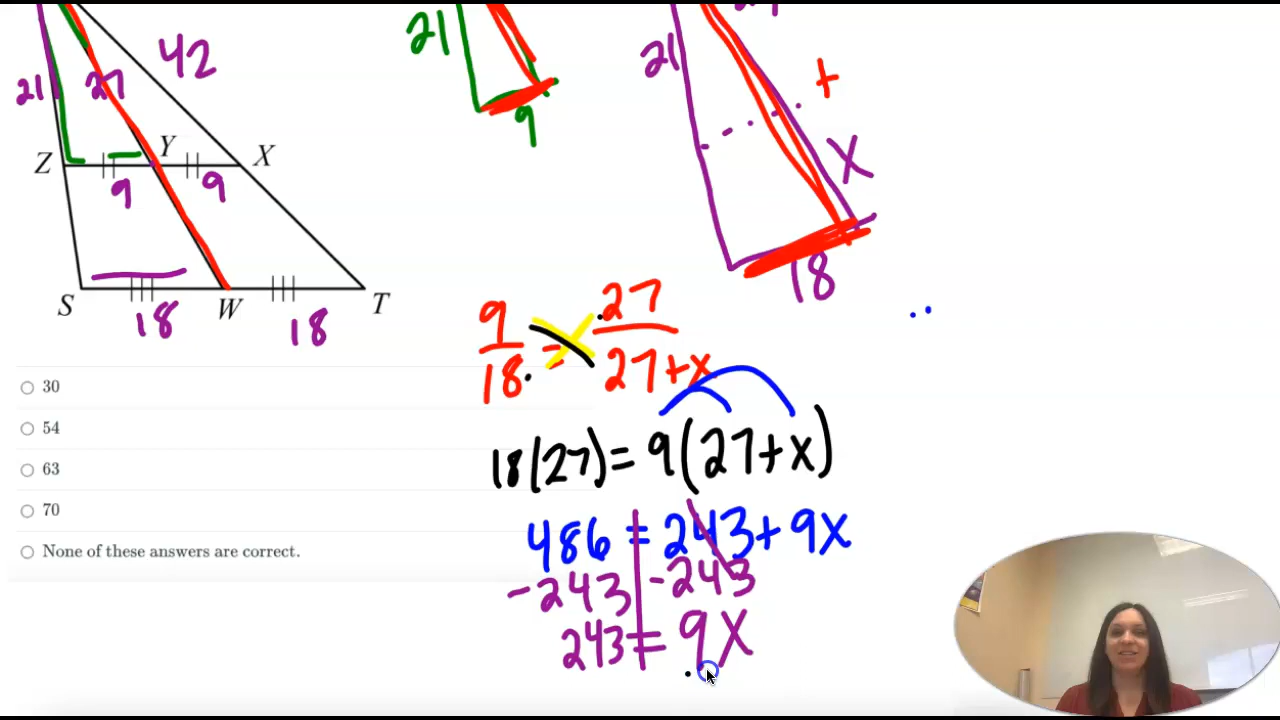 21
42
21
27
21
+
9
Z
Y
X
X
9
9
18
S
W
T
18
18
9/18 = 27/27+x
30
18(27) = 9(27+x)
54
63
70
486 = 243+9X
None of these answers are correct.
-243 -243
243 = 9X